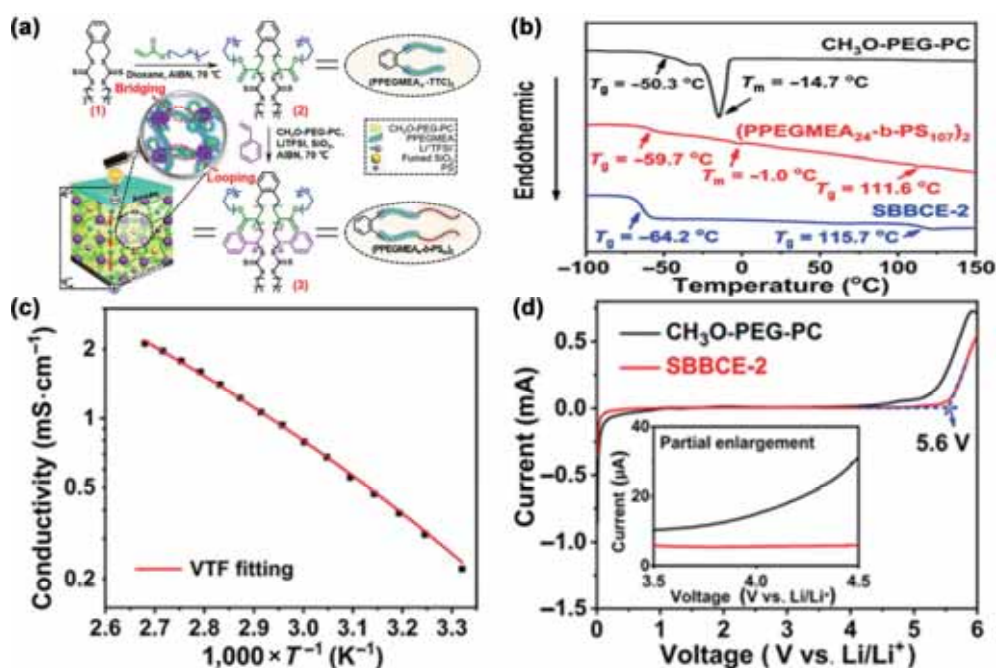 (a)
Dioxane, AIBN, 70 °C
(1)
(2)
Bridging
CH₃O-PEG-PC,
LiTFSI, SiO₂,
AIBN, 70 °C
CH₃O-PEG-PC
PPEGMEA
Li⁺TFSI⁻
Fumed SiO₂
PS
Looping
(3)
(b)
Endothermic
CH₃O-PEG-PC
Tg = –50.3 °C
Tm = –14.7 °C
(PPEGMEA₂₄-b-PS₁₀₇)₂
Tg = –59.7 °C
Tm = –1.0 °C
Tg = 111.6 °C
SBBCE-2
Tg = –64.2 °C
Tg = 115.7 °C
–100 –50 0 50 100 150
Temperature (°C)
(c)
Conductivity (mS·cm⁻¹)
2
1
0.5
0.2
VTF fitting
2.6 2.7 2.8 2.9 3.0 3.1 3.2 3.3
1,000 × T⁻¹ (K⁻¹)
(d)
Current (mA)
0.5
0.0
–0.5
–1.0
–1.5
CH₃O-PEG-PC
SBBCE-2
5.6 V
Partial enlargement
Current (μA)
40
20
0
3.5 4.0 4.5
Voltage (V vs. Li/Li⁺)
0 1 2 3 4 5 6
Voltage ( V vs. Li/Li⁺)